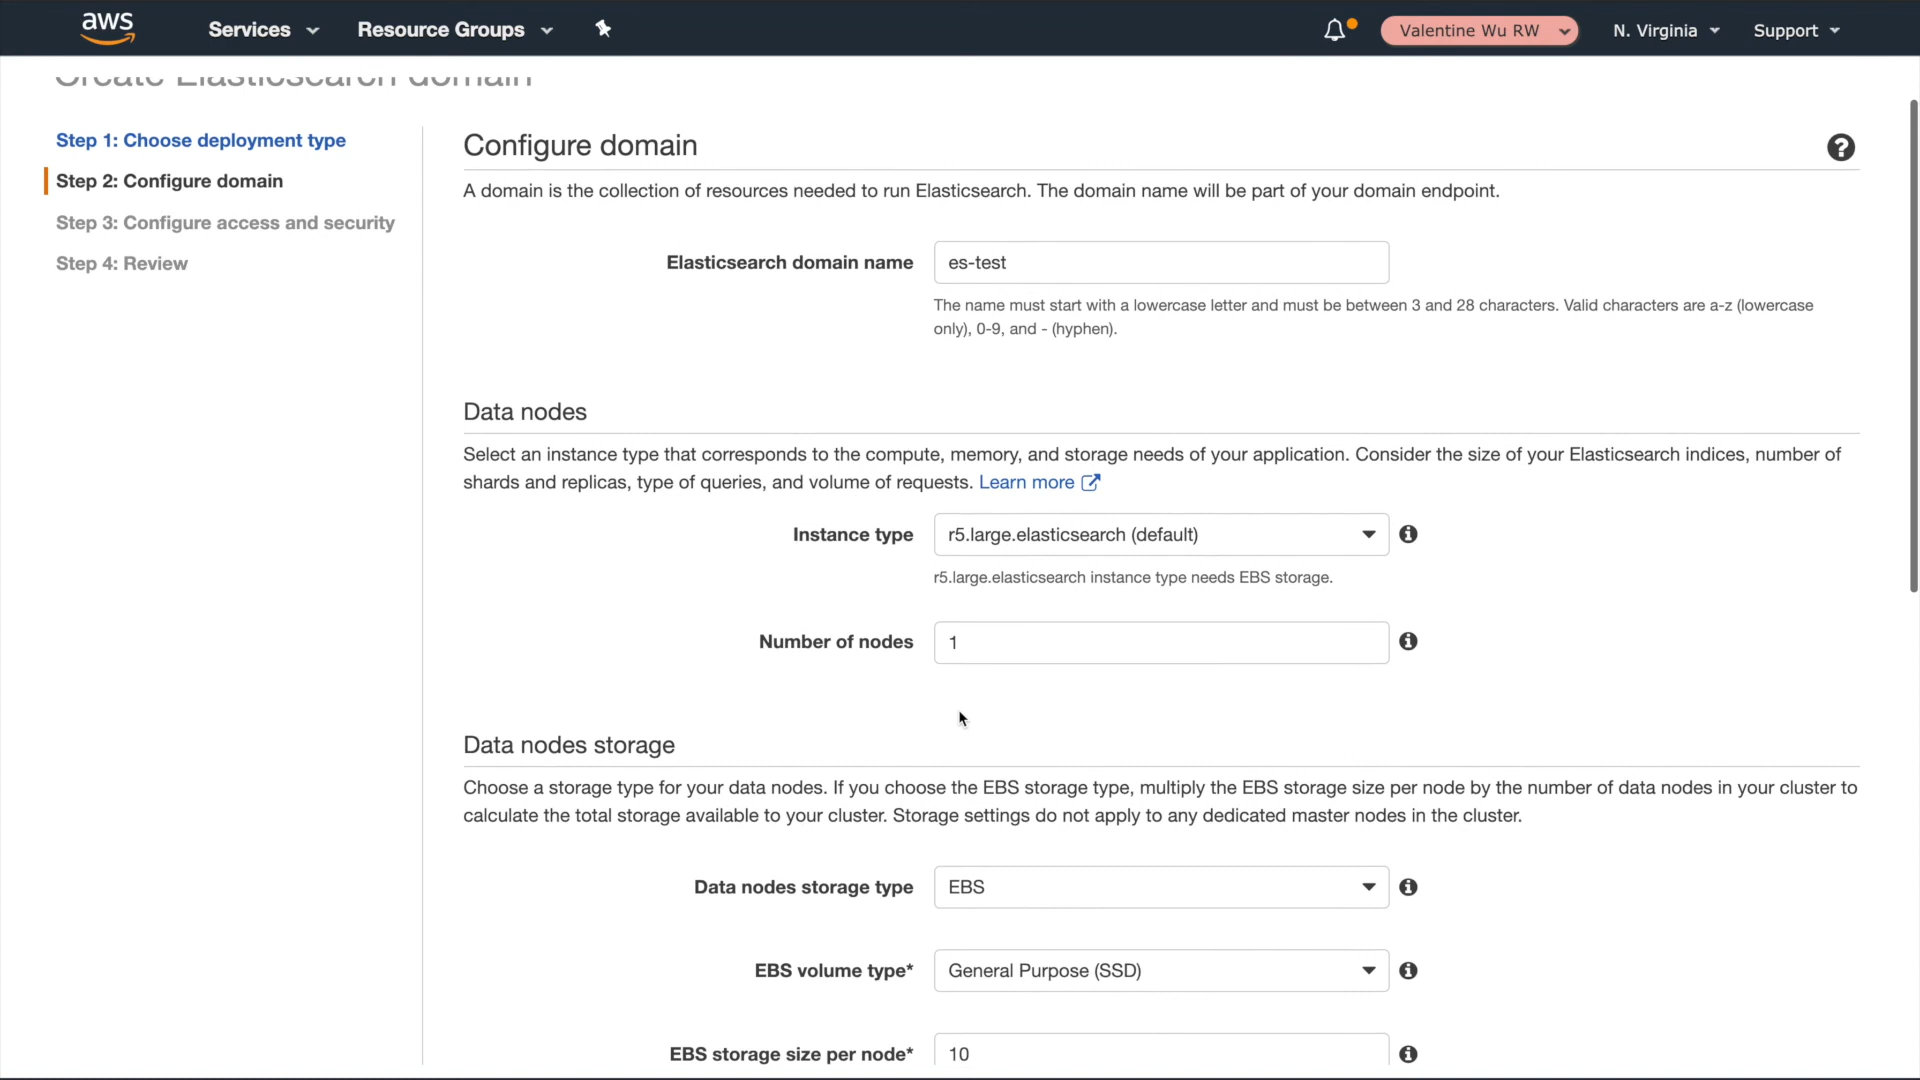 aws Services Resource Groups Valentine Wu RW N. Virginia Support
Create Elasticsearch domain
Step 1: Choose deployment type
Step 2: Configure domain
Step 3: Configure access and security
Step 4: Review
Configure domain
A domain is the collection of resources needed to run Elasticsearch. The domain name will be part of your domain endpoint.
Elasticsearch domain name es-test
The name must start with a lowercase letter and must be between 3 and 28 characters. Valid characters are a-z (lowercase
only), 0-9, and - (hyphen).
Data nodes
Select an instance type that corresponds to the compute, memory, and storage needs of your application. Consider the size of your Elasticsearch indices, number of
shards and replicas, type of queries, and volume of requests. Learn more
Instance type r5.large.elasticsearch (default)
r5.large.elasticsearch instance type needs EBS storage.
Number of nodes 1
Data nodes storage
Choose a storage type for your data nodes. If you choose the EBS storage type, multiply the EBS storage size per node by the number of data nodes in your cluster to
calculate the total storage available to your cluster. Storage settings do not apply to any dedicated master nodes in the cluster.
Data nodes storage type EBS
EBS volume type* General Purpose (SSD)
EBS storage size per node* 10